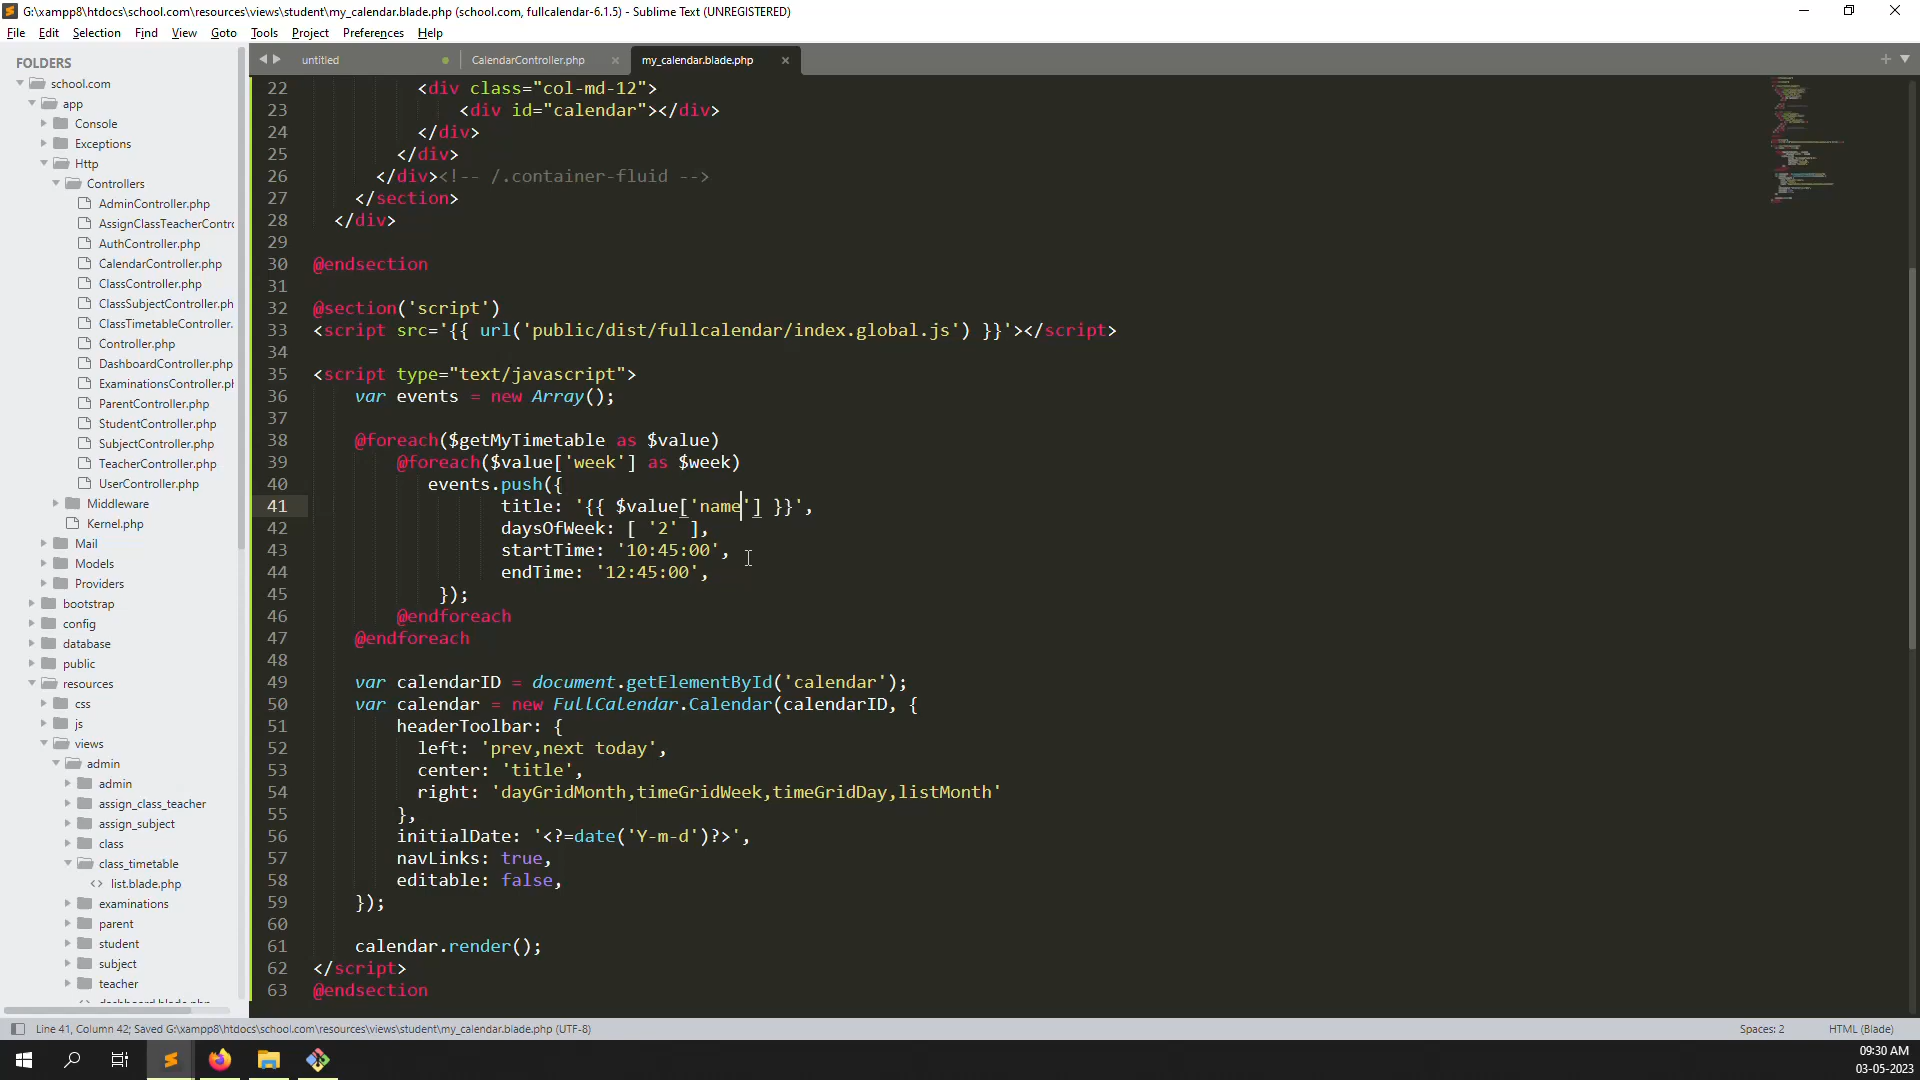 G:\xampp8\htdocs\school.com\resources\views\student\my_calendar.blade.php (school.com, fullcalendar-6.1.5) - Sublime Text (UNREGISTERED)
File Edit Selection Find View Goto Tools Project Preferences Help
FOLDERS
school.com
app
Console
Exceptions
Http
Controllers
AdminController.php
AssignClassTeacherContro
AuthController.php
CalendarController.php
ClassController.php
ClassSubjectController.ph
ClassTimetableController.
Controller.php
DashboardController.php
ExaminationsController.ph
ParentController.php
StudentController.php
SubjectController.php
TeacherController.php
UserController.php
Middleware
Kernel.php
Mail
Models
Providers
bootstrap
config
database
public
resources
css
js
views
admin
admin
assign_class_teacher
assign_subject
class
class_timetable
list.blade.php
examinations
parent
student
subject
teacher
untitled
CalendarController.php
my_calendar.blade.php
22 <div class="col-md-12">
23 <div id="calendar"></div>
24 </div>
25 </div>
26 </div><!-- /.container-fluid -->
27 </section>
28 </div>
29
30 @endsection
31
32 @section('script')
33 <script src='{{ url('public/dist/fullcalendar/index.global.js') }}'></script>
34
35 <script type="text/javascript">
36 var events = new Array();
37
38 @foreach($getMyTimetable as $value)
39 @foreach($value['week'] as $week)
40 events.push({
41 title: '{{ $value['name'] }}',
42 daysOfWeek: [ '2' ],
43 startTime: '10:45:00',
44 endTime: '12:45:00',
45 });
46 @endforeach
47 @endforeach
48
49 var calendarID = document.getElementById('calendar');
50 var calendar = new FullCalendar.Calendar(calendarID, {
51 headerToolbar: {
52 left: 'prev,next today',
53 center: 'title',
54 right: 'dayGridMonth,timeGridWeek,timeGridDay,listMonth'
55 },
56 initialDate: '<?=date('Y-m-d')?>',
57 navLinks: true,
58 editable: false,
59 });
60
61 calendar.render();
62 </script>
63 @endsection
Line 41, Column 42; Saved G:\xampp8\htdocs\school.com\resources\views\student\my_calendar.blade.php (UTF-8)
Spaces: 2
HTML (Blade)
09:30 AM
03-05-2023